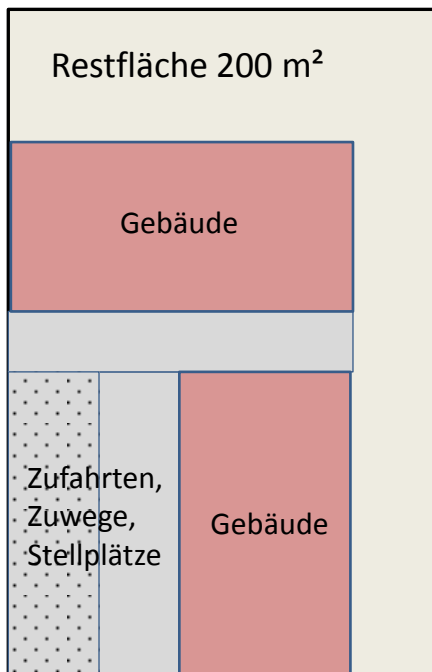 Restfläche 200 m²
Gebäude
Zufahrten,
Zuwege,
Stellplätze
Gebäude